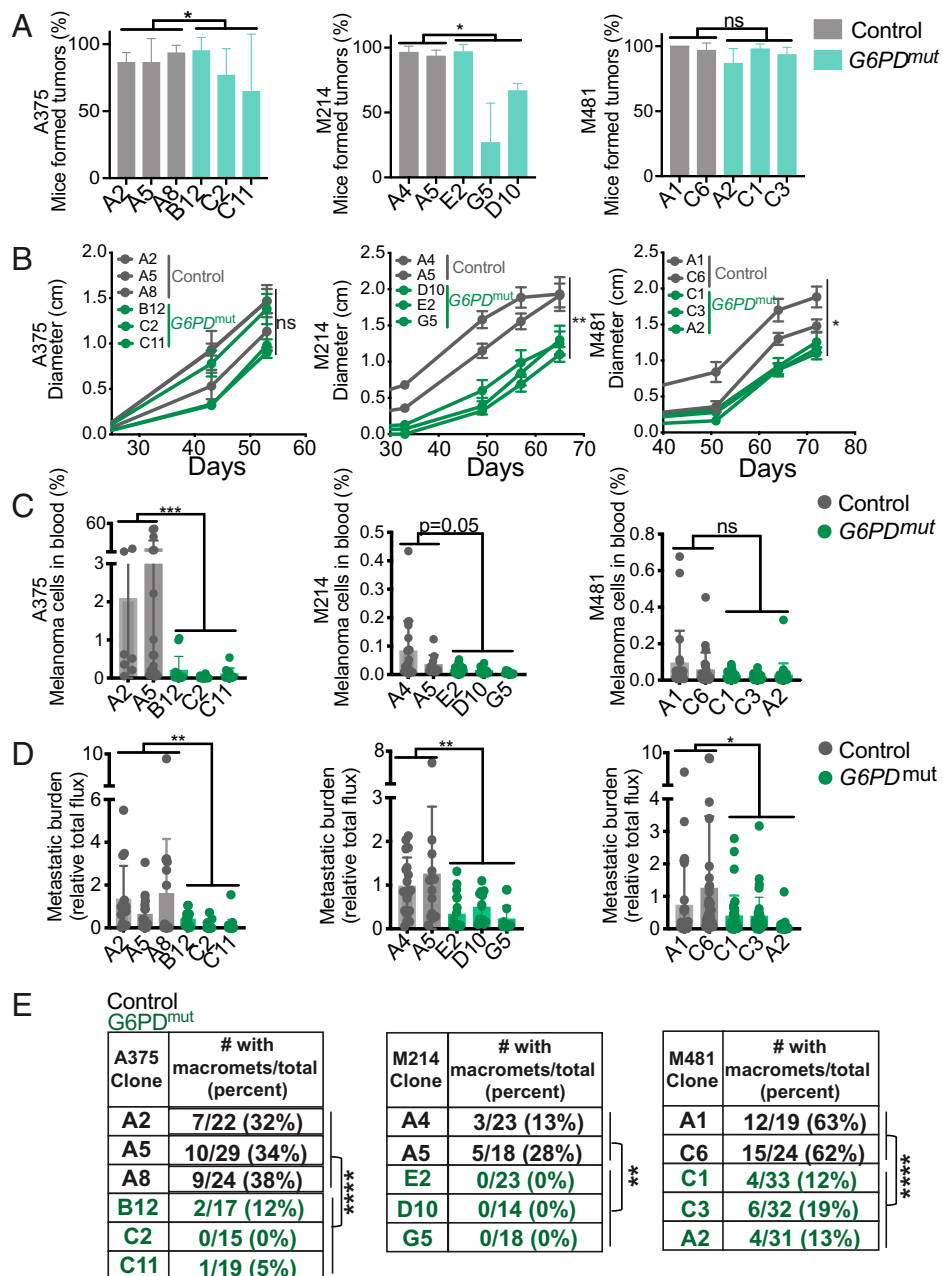 A
A375
Mice formed tumors (%)
100
50
0
*
A2
A5
A8
B12
C2
C11
M214
Mice formed tumors (%)
100
50
0
*
A4
A5
E2
G5
D10
M481
Mice formed tumors (%)
100
50
0
ns
A1
C6
A2
C1
C3
Control
G6PDmut
B
A375
Diameter (cm)
2.0
1.5
1.0
0.5
0.0
A2
A5
A8
Control
B12
C2
C11
G6PDmut
ns
30 40 50 60
Days
M214
Diameter (cm)
2.5
2.0
1.5
1.0
0.5
0.0
A4
A5
Control
D10
E2
G5
G6PDmut
**
30 40 50 60 70
Days
M481
Diameter (cm)
2.5
2.0
1.5
1.0
0.5
0.0
A1
C6
Control
C1
C3
A2
G6PDmut
*
40 50 60 70 80
Days
C
A375
Melanoma cells in blood (%)
60
3
2
1
0
***
A2
A5
B12
C2
C11
M214
Melanoma cells in blood (%)
0.5
0.4
0.3
0.2
0.1
0.0
p=0.05
A4
A5
E2
D10
G5
M481
Melanoma cells in blood (%)
0.8
0.6
0.4
0.2
0.0
ns
A1
C6
C1
C3
A2
Control
G6PDmut
D
Metastatic burden
(relative total flux)
10
6
4
2
0
**
A2
A5
A8
B12
C2
C11
Metastatic burden
(relative total flux)
8
3
2
1
0
**
A4
A5
E2
D10
G5
Metastatic burden
(relative total flux)
10
4
3
2
1
0
*
A1
C6
C1
C3
A2
Control
G6PDmut
E
Control
G6PDmut
A375 Clone
# with macromets/total (percent)
A2 7/22 (32%)
A5 10/29 (34%)
A8 9/24 (38%)
B12 2/17 (12%)
C2 0/15 (0%)
C11 1/19 (5%)
****
M214 Clone
# with macromets/total (percent)
A4 3/23 (13%)
A5 5/18 (28%)
E2 0/23 (0%)
D10 0/14 (0%)
G5 0/18 (0%)
**
M481 Clone
# with macromets/total (percent)
A1 12/19 (63%)
C6 15/24 (62%)
C1 4/33 (12%)
C3 6/32 (19%)
A2 4/31 (13%)
****